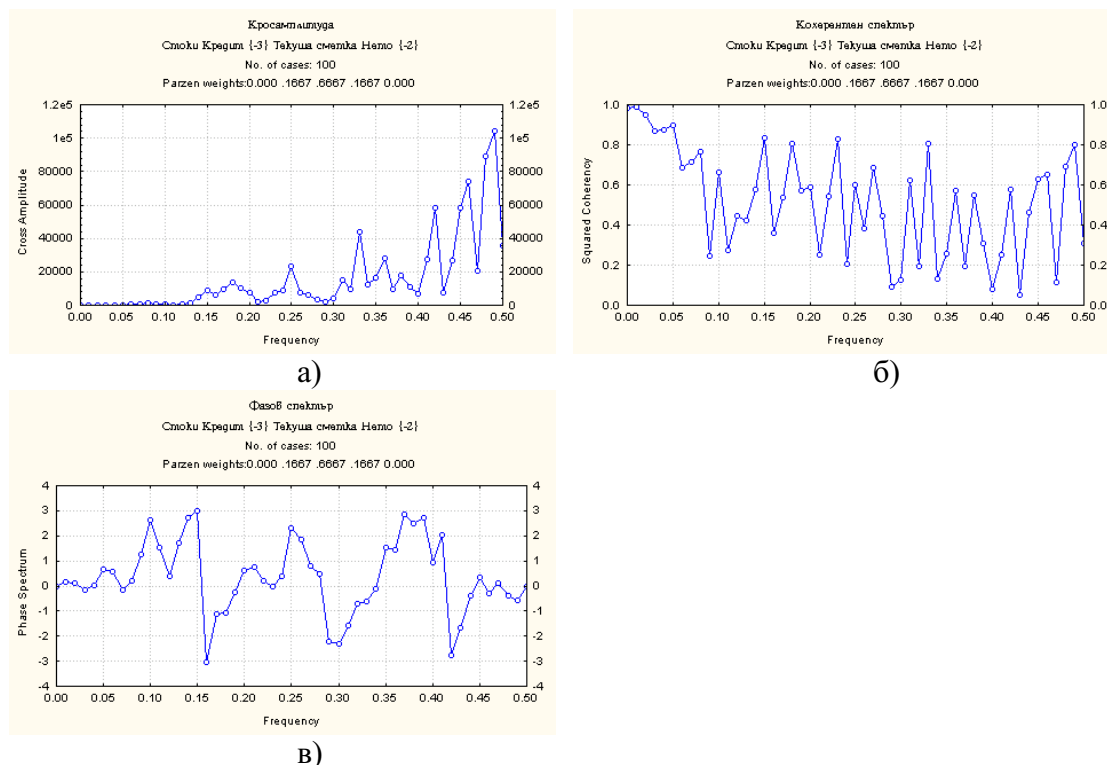 Кросамплитуда
Стоки Кредит {-3} Текуша сметка Нето {-2}
No. of cases: 100
Parzen weights:0.000 .1667 .6667 .1667 0.000
Cross Amplitude
1.2e5 1.2e5
1e5 1e5
80000 80000
60000 60000
40000 40000
20000 20000
0 0
0.00 0.05 0.10 0.15 0.20 0.25 0.30 0.35 0.40 0.45 0.50
Frequency
а)
Кохерентен спектър
Стоки Кредит {-3} Текуша сметка Нето {-2}
No. of cases: 100
Parzen weights:0.000 .1667 .6667 .1667 0.000
Squared Coherency
1.0 1.0
0.8 0.8
0.6 0.6
0.4 0.4
0.2 0.2
0.0 0.0
0.00 0.05 0.10 0.15 0.20 0.25 0.30 0.35 0.40 0.45 0.50
Frequency
б)
Фазов спектър
Стоки Кредит {-3} Текуша сметка Нето {-2}
No. of cases: 100
Parzen weights:0.000 .1667 .6667 .1667 0.000
Phase Spectrum
4 4
3 3
2 2
1 1
0 0
-1 -1
-2 -2
-3 -3
-4 -4
0.00 0.05 0.10 0.15 0.20 0.25 0.30 0.35 0.40 0.45 0.50
Frequency
в)